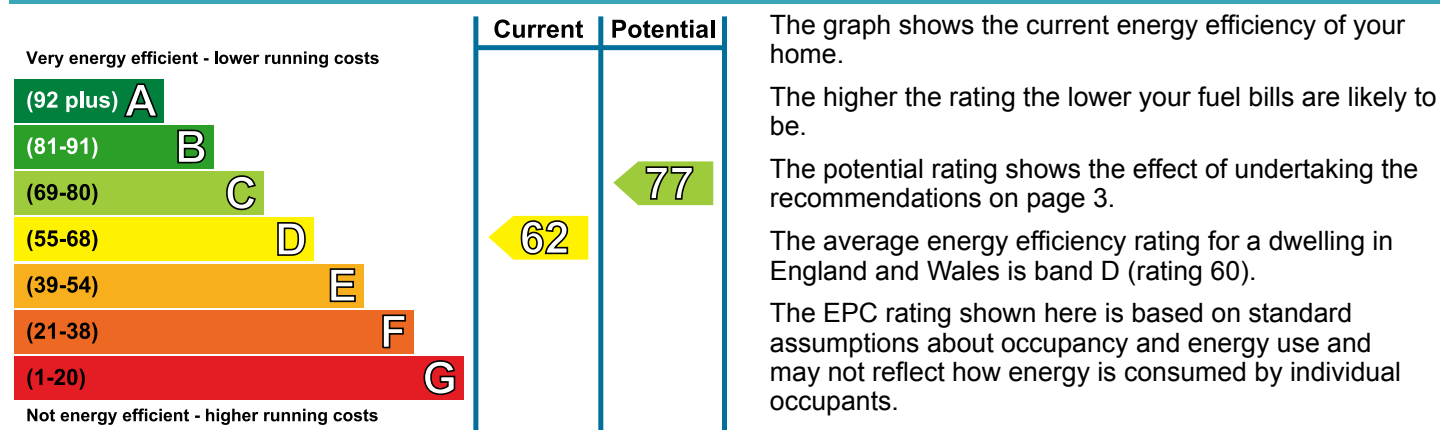 Current Potential
Very energy efficient - lower running costs
(92 plus) A
(81-91) B
(69-80) C
(55-68) D
(39-54) E
(21-38) F
(1-20) G
Not energy efficient - higher running costs
62
77
The graph shows the current energy efficiency of your
home.
The higher the rating the lower your fuel bills are likely to
be.
The potential rating shows the effect of undertaking the
recommendations on page 3.
The average energy efficiency rating for a dwelling in
England and Wales is band D (rating 60).
The EPC rating shown here is based on standard
assumptions about occupancy and energy use and
may not reflect how energy is consumed by individual
occupants.